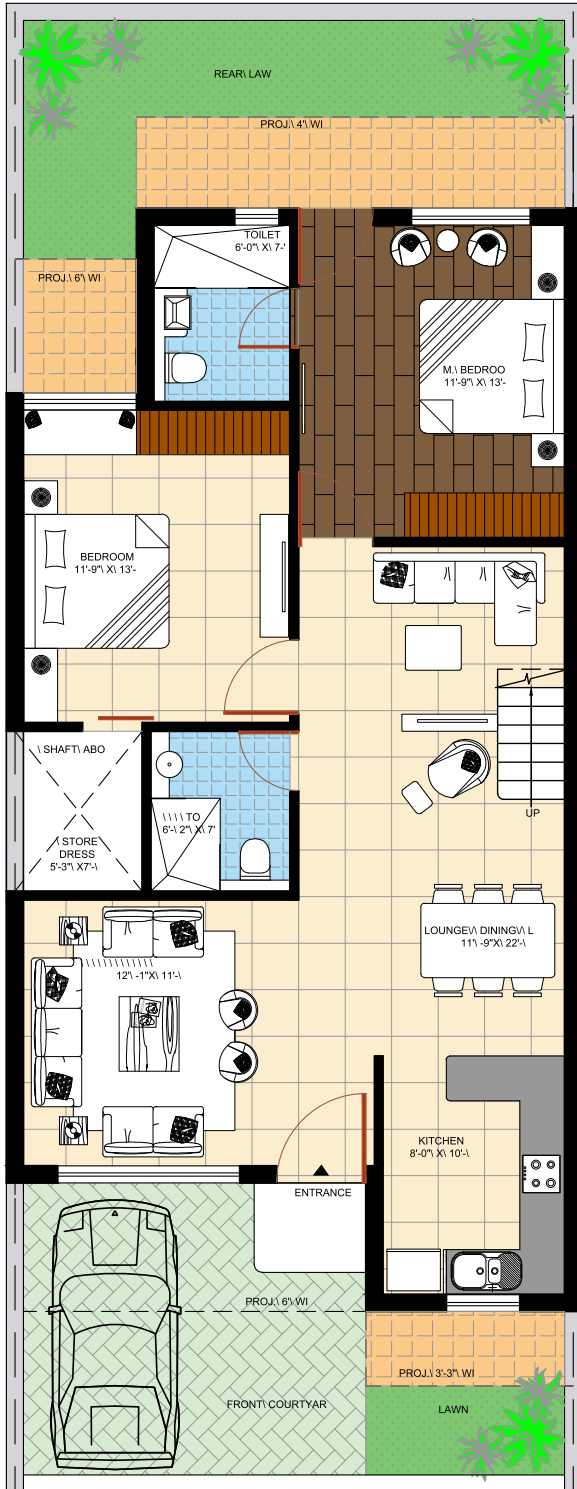 REAR\ LAW
PROJ.\ 4'\ WI
TOILET
6'-0"\ X\ 7-'
PROJ.\ 6'\ WI
M.\ BEDROO
11'-9"\ X\ 13'-
BEDROOM
11'-9"\ X\ 13'-
\ SHAFT\ ABO
\ STORE
DRESS
5'-3"\ X7'-\
\ \ \ \ TO
6'-\ 2"\ X\ 7'
UP
LOUNGE\\ DINING\\ L
11'\ -9"X\ 22'-\
\\\\\\\\\\\\\
12'\ -1"X\ 11'-\
KITCHEN
8'-0"\ X\ 10'-\
ENTRANCE
PROJ.\ 6'\ WI
PROJ.\ 3'-3"\ WI
FRONT\ COURTYAR
LAWN